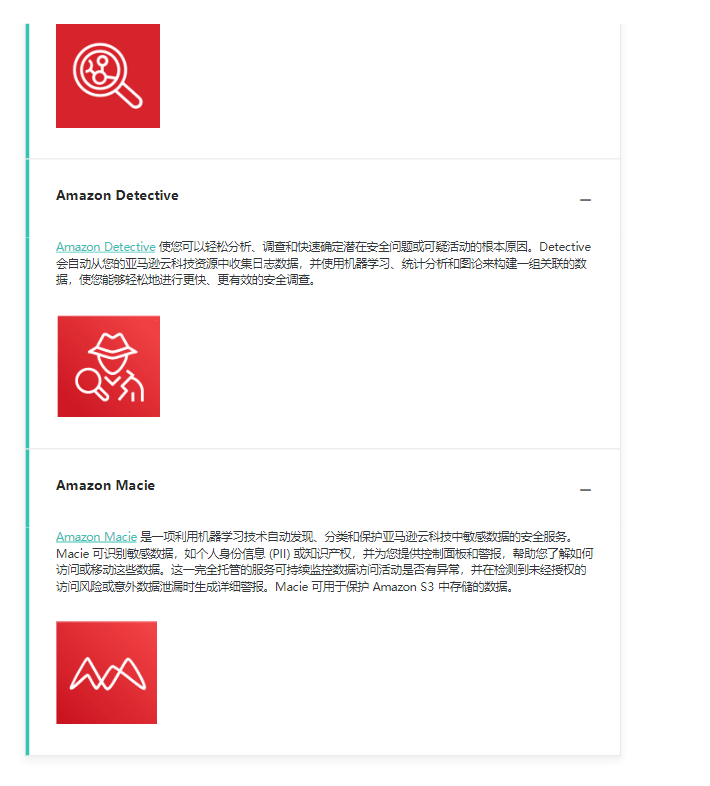 Amazon Detective
Amazon Detective 使您可以轻松分析、调查和快速确定潜在安全问题或可疑活动的根本原因。Detective
会自动从您的亚马逊云科技资源中收集日志数据，并使用机器学习、统计分析和图论来构建一组关联的数
据，使您能够轻松地进行更快、更有效的安全调查。
Amazon Macie
Amazon Macie 是一项利用机器学习技术自动发现、分类和保护亚马逊云科技中敏感数据的安全服务。
Macie 可识别敏感数据，如个人身份信息 (PII) 或知识产权，并为您提供控制面板和警报，帮助您了解如何
访问或移动这些数据。这一完全托管的服务可持续监控数据访问活动是否有异常，并在检测到未经授权的
访问风险或意外数据泄漏时生成详细警报。Macie 可用于保护 Amazon S3 中存储的数据。